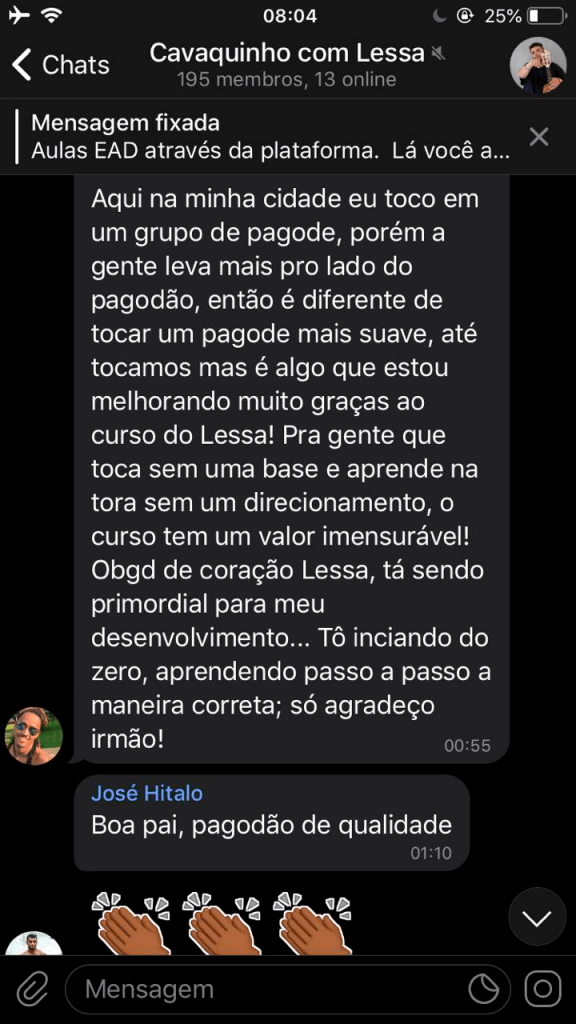 08:04
25%
Chats
Cavaquinho com Lessa
195 membros, 13 online
Mensagem fixada
Aulas EAD através da plataforma. Lá você a...
Aqui na minha cidade eu toco em
um grupo de pagode, porém a
gente leva mais pro lado do
pagodão, então é diferente de
tocar um pagode mais suave, até
tocamos mas é algo que estou
melhorando muito graças ao
curso do Lessa! Pra gente que
toca sem uma base e aprende na
tora sem um direcionamento, o
curso tem um valor imensurável!
Obgd de coração Lessa, tá sendo
primordial para meu
desenvolvimento... Tô inciando do
zero, aprendendo passo a passo a
maneira correta; só agradeço
irmão!
00:55
José Hitalo
Boa pai, pagodão de qualidade
01:10
Mensagem